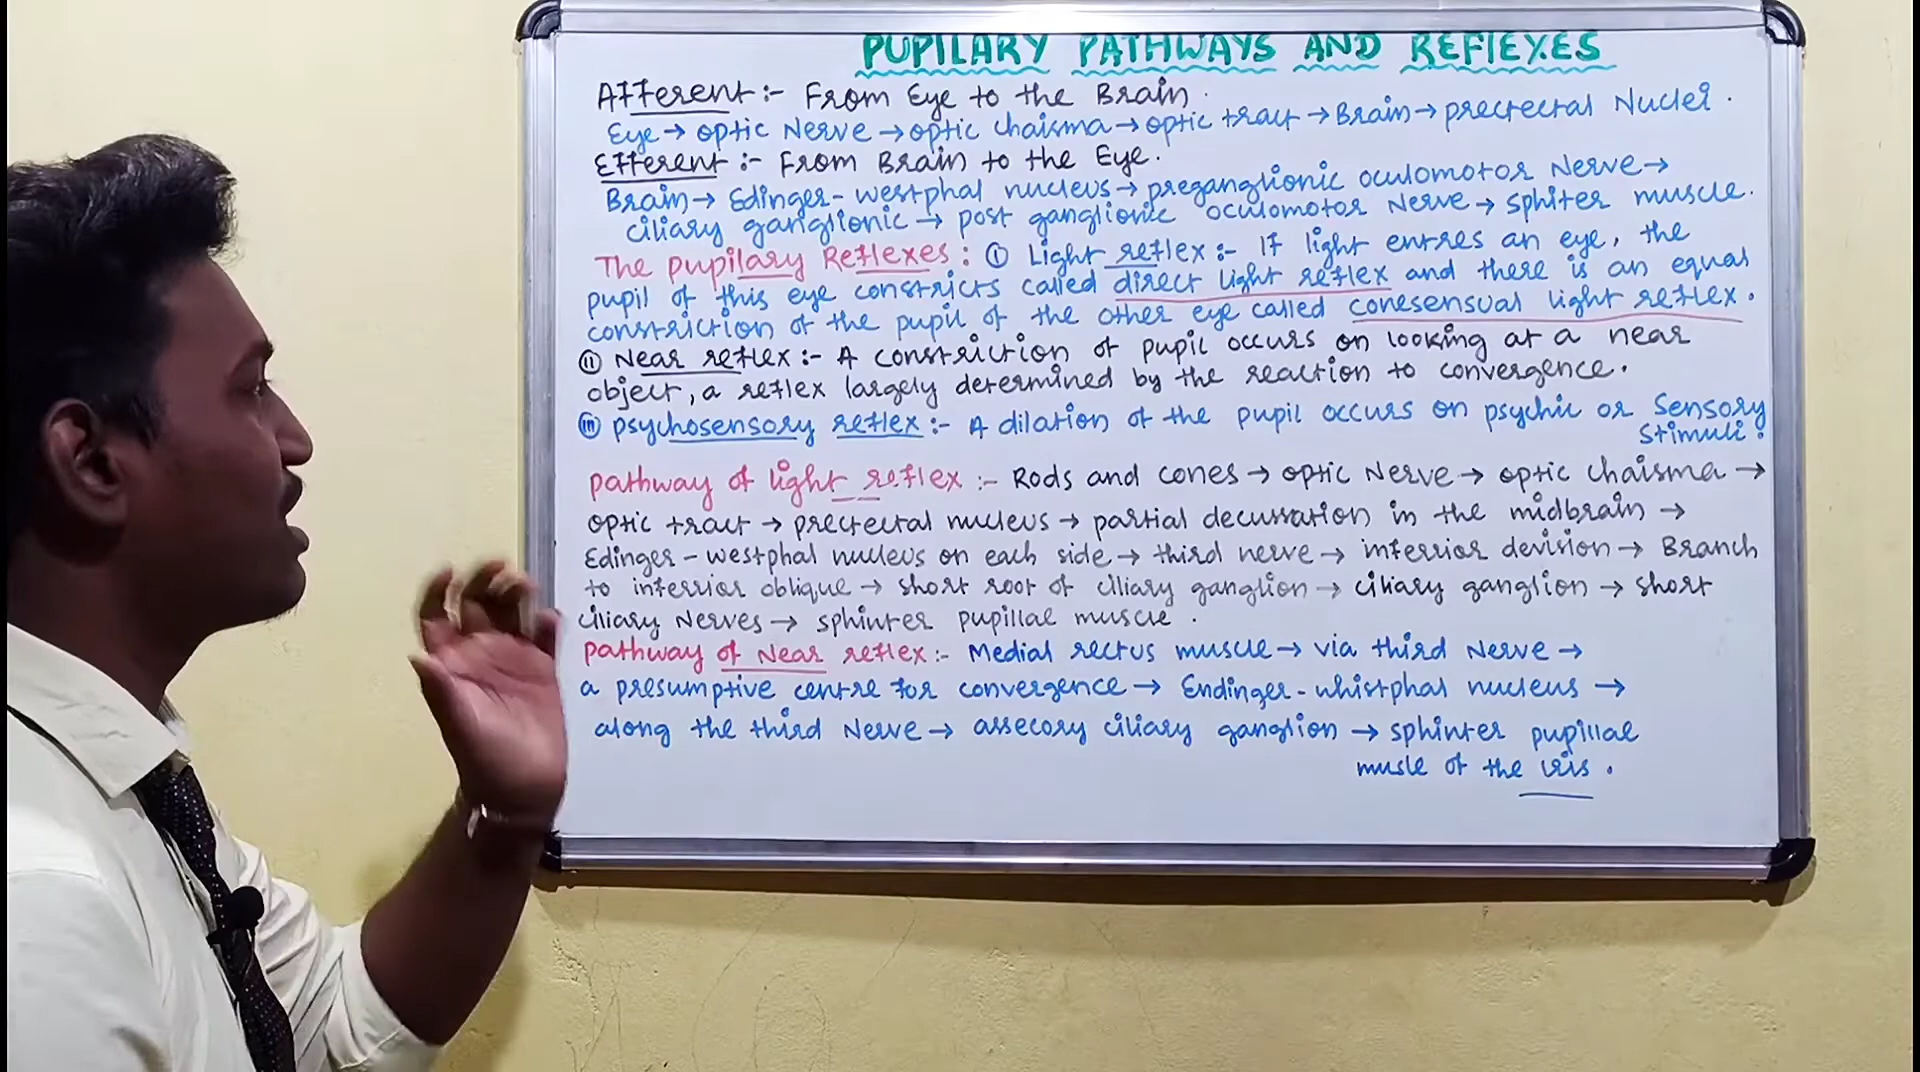 PUPILARY PATHWAYS AND REFlEXES
Afferent :- From Eye to the Brain.
Eye → optic Nerve → optic chaisma → optic tract → Brain → prectectal Nuclei.
Efferent :- From Brain to the Eye.
Brain → Edinger-westphal nucleus → preganglionic oculomotor Nerve →
ciliary ganglionic → post ganglionic oculomotor Nerve → sphiter muscle.
The pupilary Reflexes : (i) Light reflex :- If light entres an eye, the
pupil of this eye constricts called direct light reflex and there is an equal
constriction of the pupil of the other eye called conesensual light reflex.
(ii) Near reflex :- A constriction of pupil occurs on looking at a near
object, a reflex largely determined by the reaction to convergence.
(iii) psychosensory reflex :- A dilation of the pupil occurs on psychic or Sensory
Stimuli.
pathway of light reflex :- Rods and cones → optic Nerve → optic chaisma →
optic tract → prectectal nucleus → partial decussation in the midbrain →
Edinger-westphal nucleus on each side → third nerve → inferrior devision → Branch
to inferrior oblique → short root of ciliary ganglion → ciliary ganglion → short
ciliary Nerves → sphinter pupillae muscle.
pathway of Near reflex :- Medial rectus muscle → via third Nerve →
a presumptive centre for convergence → Endinger-whistphal nucleus →
along the third Nerve → assecory ciliary ganglion → sphinter pupillae
musle of the iris.